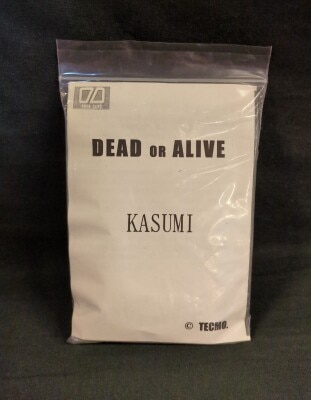 DEAD OR ALIVE
KASUMI
© TECMO.